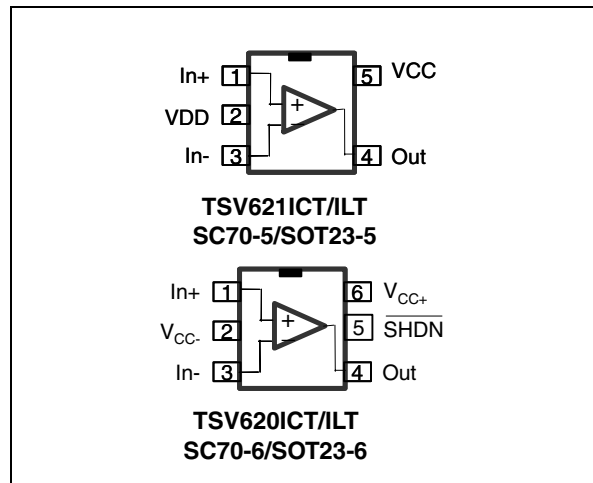 In+ 1 5 VCC
+
VDD 2
−
In- 3 4 Out
TSV621ICT/ILT
SC70-5/SOT23-5
In+ 1 6 VCC+
+
VCC- 2 5 SHDN
−
In- 3 4 Out
TSV620ICT/ILT
SC70-6/SOT23-6